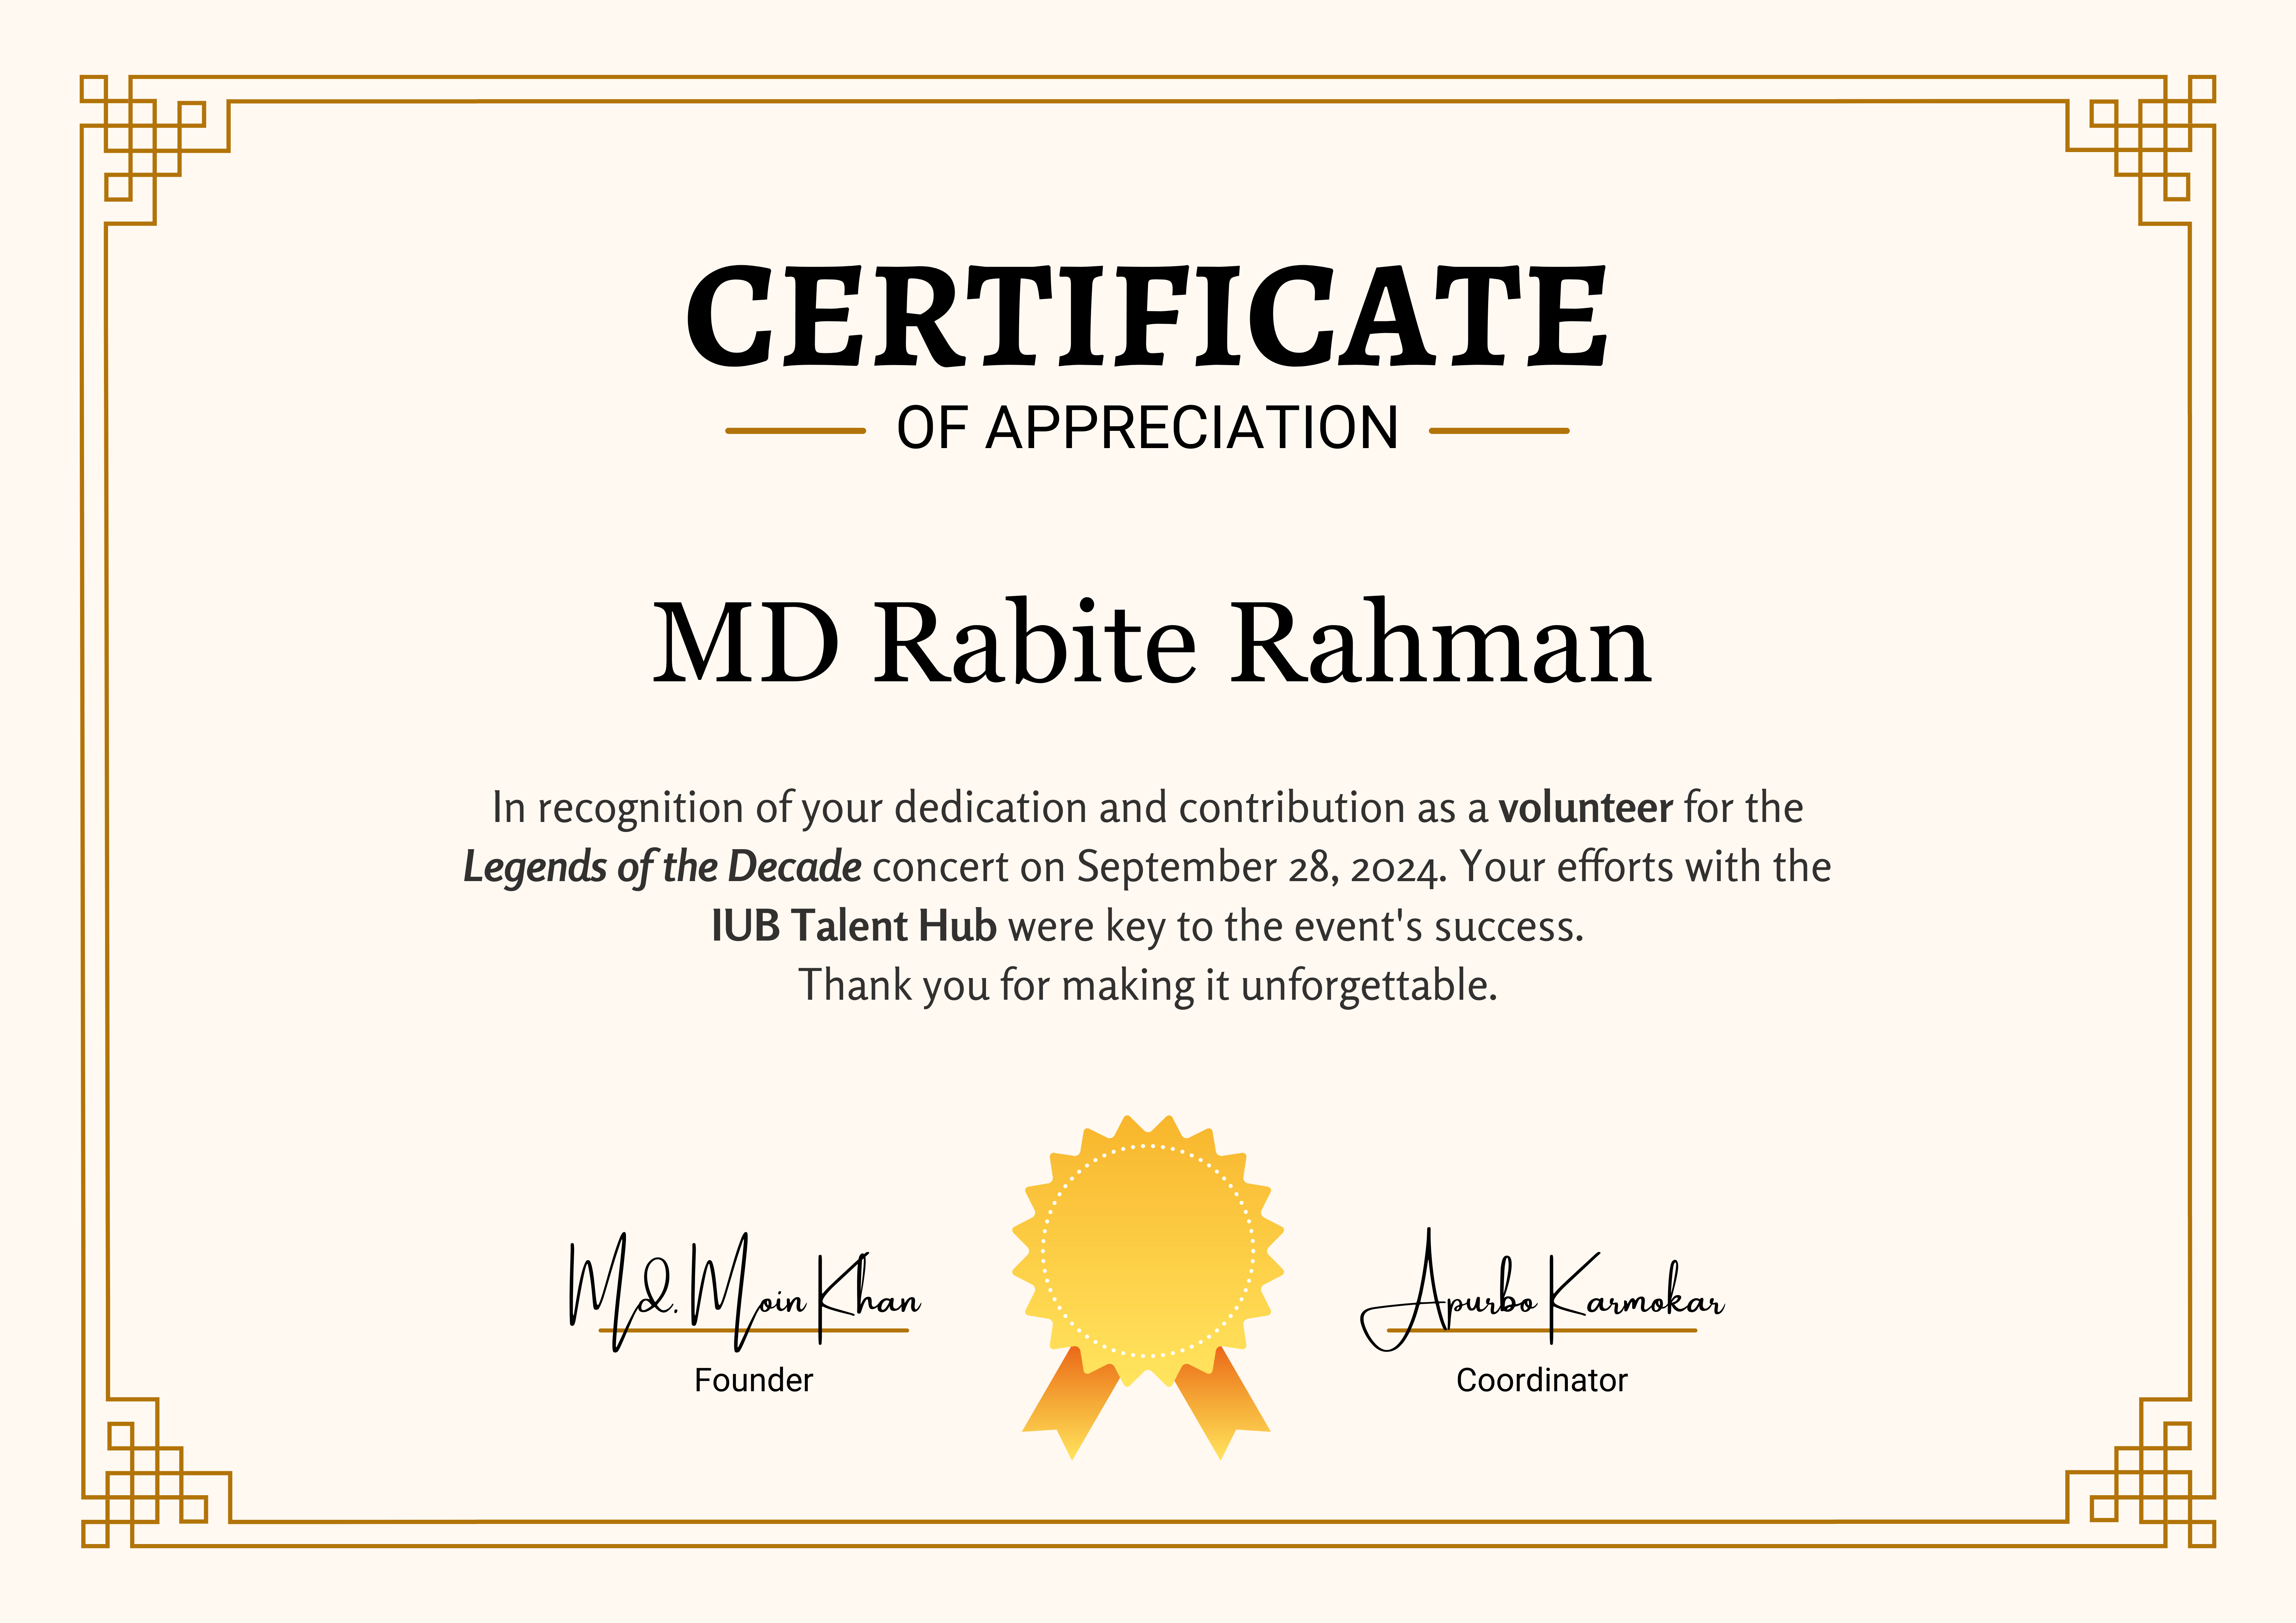 CERTIFICATE
OF APPRECIATION
MD Rabite Rahman
In recognition of your dedication and contribution as a volunteer for the
Legends of the Decade concert on September 28, 2024. Your efforts with the
IUB Talent Hub were key to the event's success.
Thank you for making it unforgettable.
Md. Moin Khan
Founder
Apurbo Karmokar
Coordinator